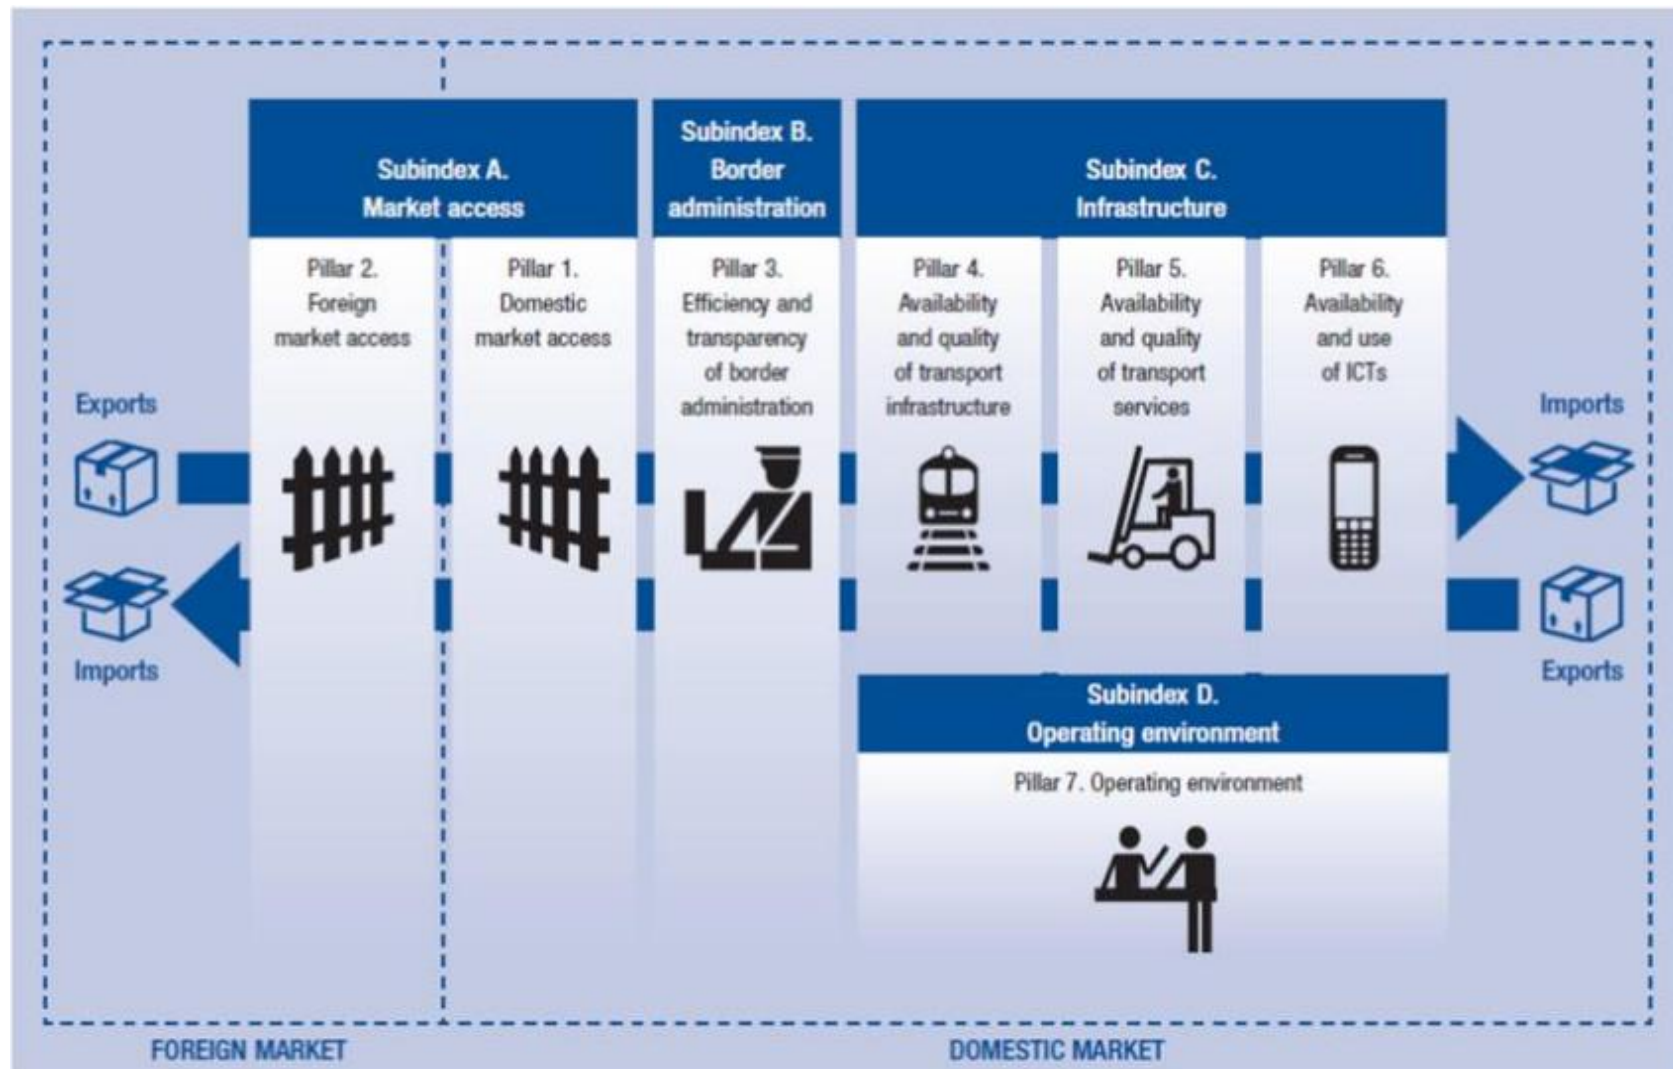 Subindex A.
Market access
Subindex B.
Border
administration
Subindex C.
Infrastructure
Pillar 2.
Foreign
market access
Pillar 1.
Domestic
market access
Pillar 3.
Efficiency and
transparency
of border
administration
Pillar 4.
Availability
and quality
of transport
infrastructure
Pillar 5.
Availability
and quality
of transport
services
Pillar 6.
Availability
and use
of ICTs
Exports
Imports
Imports
Exports
Subindex D.
Operating environment
Pillar 7. Operating environment
FOREIGN MARKET
DOMESTIC MARKET